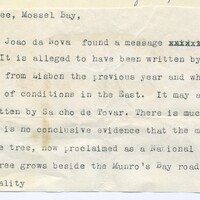 ee, Mossel Bay,
Joao da Nova found a message xxxxx
It is alleged to have been written by
from Lisbon the previous year and wh
of conditions in the East. It may a
tten by Sa cho de Tovar. There is muc
is no conclusive evidence that the m
e tree, now proclaimed as a National
ree grows beside the Munro's Bay road
ality